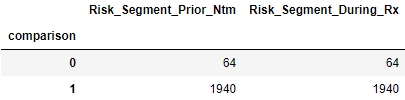 Risk_Segment_Prior_Ntm Risk_Segment_During_Rx
comparison
0 64 64
1 1940 1940